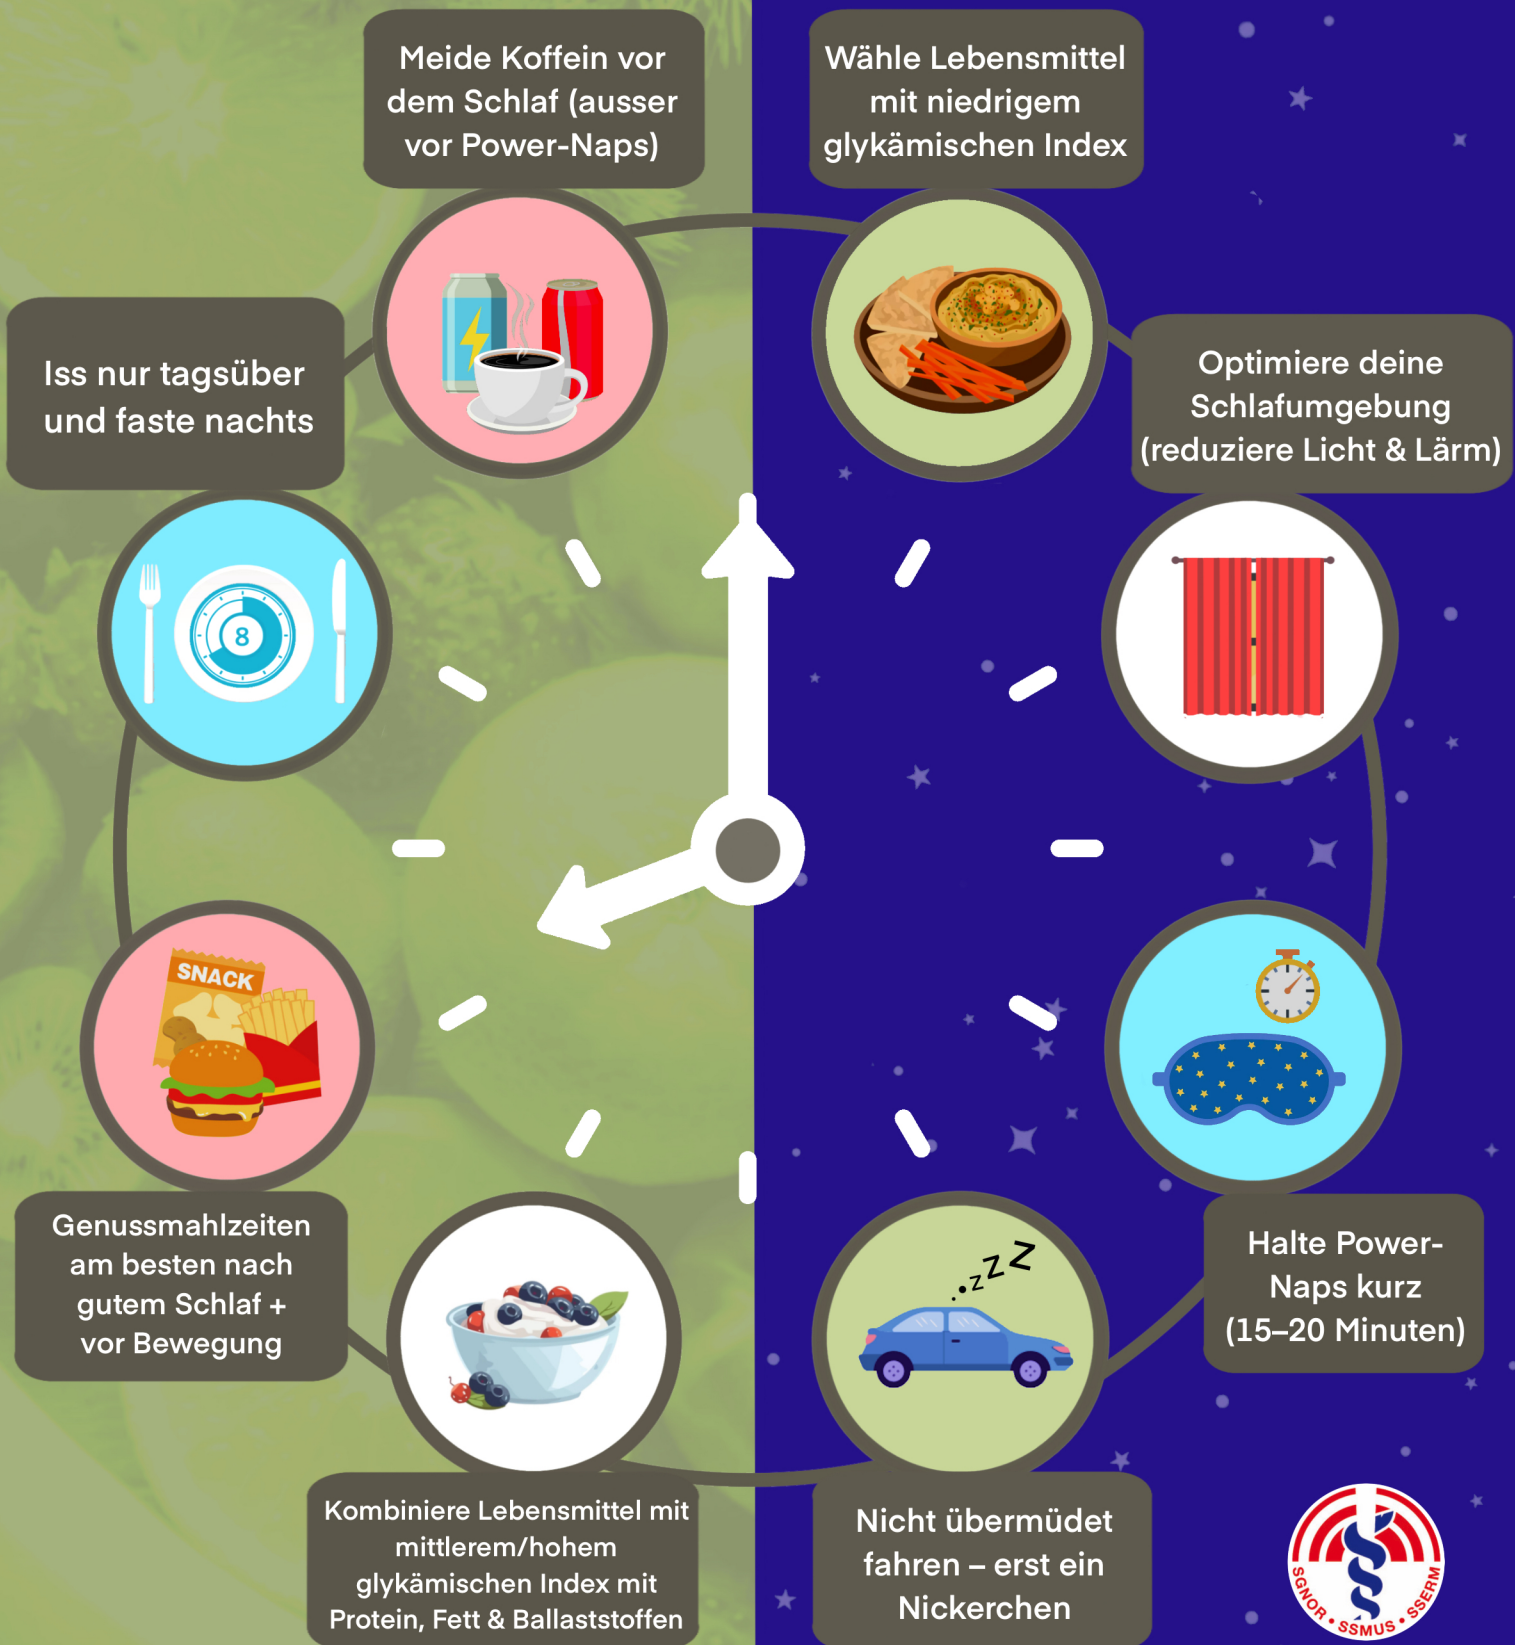 Meide Koffein vor
dem Schlaf (ausser
vor Power-Naps)
Wähle Lebensmittel
mit niedrigem
glykämischen Index
Iss nur tagsüber
und faste nachts
Optimiere deine
Schlafumgebung
(reduziere Licht & Lärm)
8
SNACK
Genussmahlzeiten
am besten nach
gutem Schlaf +
vor Bewegung
z z Z
Halte Power-
Naps kurz
(15–20 Minuten)
Kombiniere Lebensmittel mit
mittlerem/hohem
glykämischen Index mit
Protein, Fett & Ballaststoffen
Nicht übermüdet
fahren – erst ein
Nickerchen
SGNOR • SSMUS • SSERM